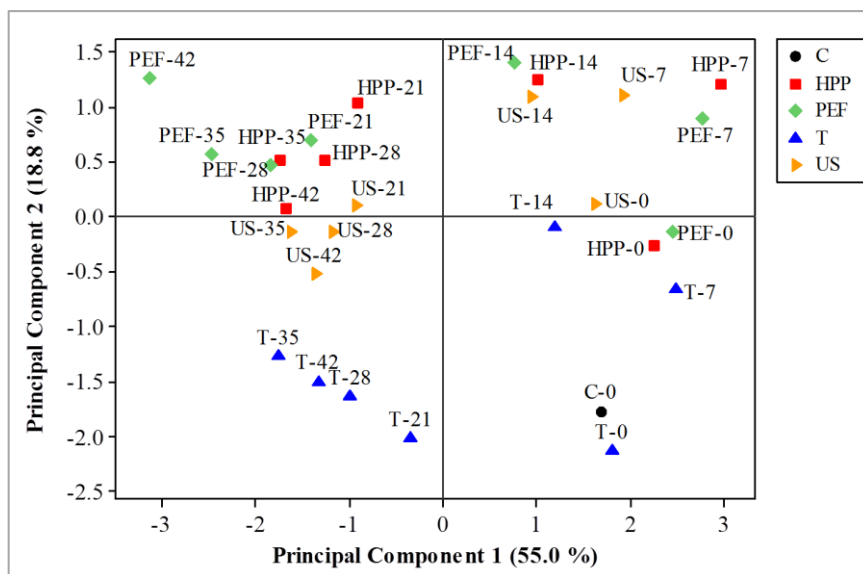 Principal Component 2 (18.8 %)
1.5
1.0
0.5
0.0
-0.5
-1.0
-1.5
-2.0
-2.5
PEF-42
PEF-14
HPP-14
US-7
HPP-7
HPP-21
US-14
PEF-21
PEF-7
PEF-35
HPP-35
HPP-28
PEF-28
HPP-42
US-21
US-0
T-14
US-35
US-28
PEF-0
HPP-0
US-42
T-7
T-35
T-42
T-28
C-0
T-21
T-0
-3
-2
-1
0
1
2
3
Principal Component 1 (55.0 %)
C
HPP
PEF
T
US